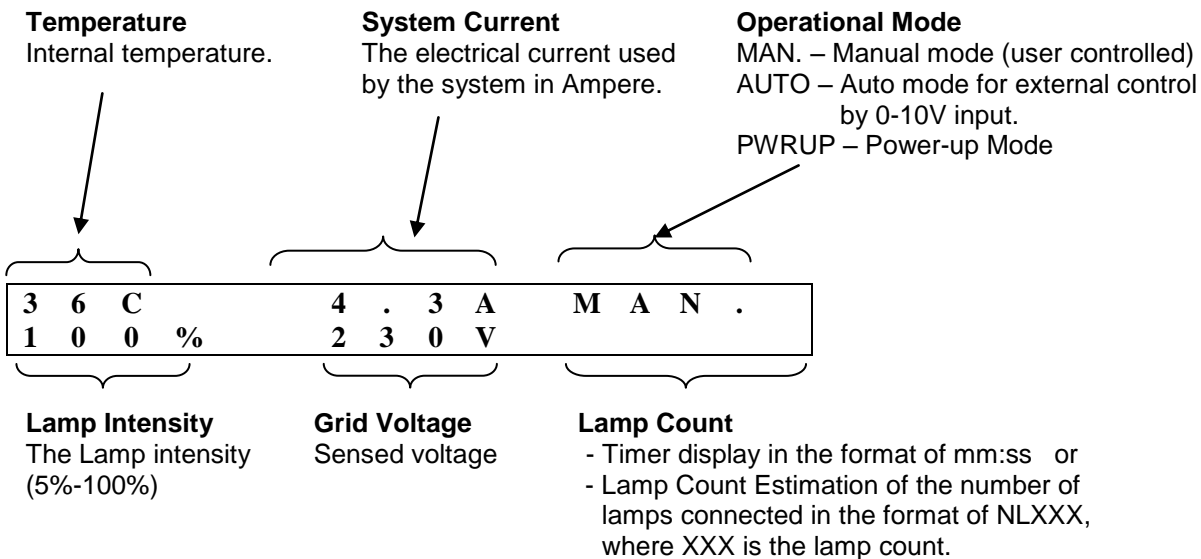 Temperature
Internal temperature.
System Current
The electrical current used
by the system in Ampere.
Operational Mode
MAN. – Manual mode (user controlled)
AUTO – Auto mode for external control
by 0-10V input.
PWRUP – Power-up Mode
3 6 C 4 . 3 A M A N .
1 0 0 % 2 3 0 V
Lamp Intensity
The Lamp intensity
(5%-100%)
Grid Voltage
Sensed voltage
Lamp Count
- Timer display in the format of mm:ss or
- Lamp Count Estimation of the number of
lamps connected in the format of NLXXX,
where XXX is the lamp count.